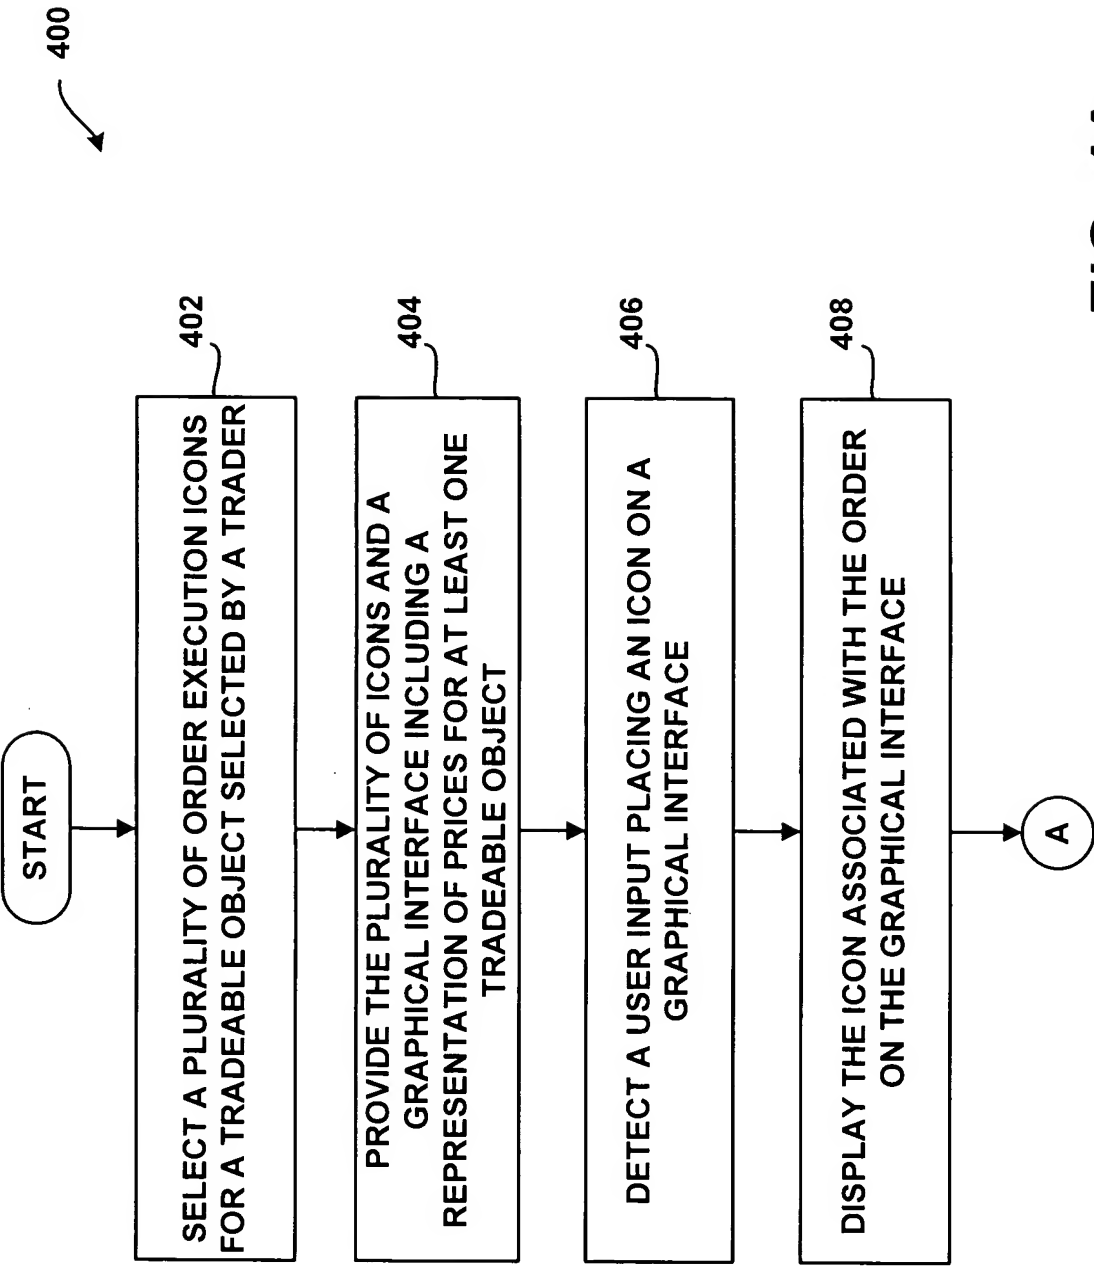 400
START
402
SELECT A PLURALITY OF ORDER EXECUTION ICONS
FOR A TRADEABLE OBJECT SELECTED BY A TRADER
404
PROVIDE THE PLURALITY OF ICONS AND A
GRAPHICAL INTERFACE INCLUDING A
REPRESENTATION OF PRICES FOR AT LEAST ONE
TRADEABLE OBJECT
406
DETECT A USER INPUT PLACING AN ICON ON A
GRAPHICAL INTERFACE
408
DISPLAY THE ICON ASSOCIATED WITH THE ORDER
ON THE GRAPHICAL INTERFACE
A